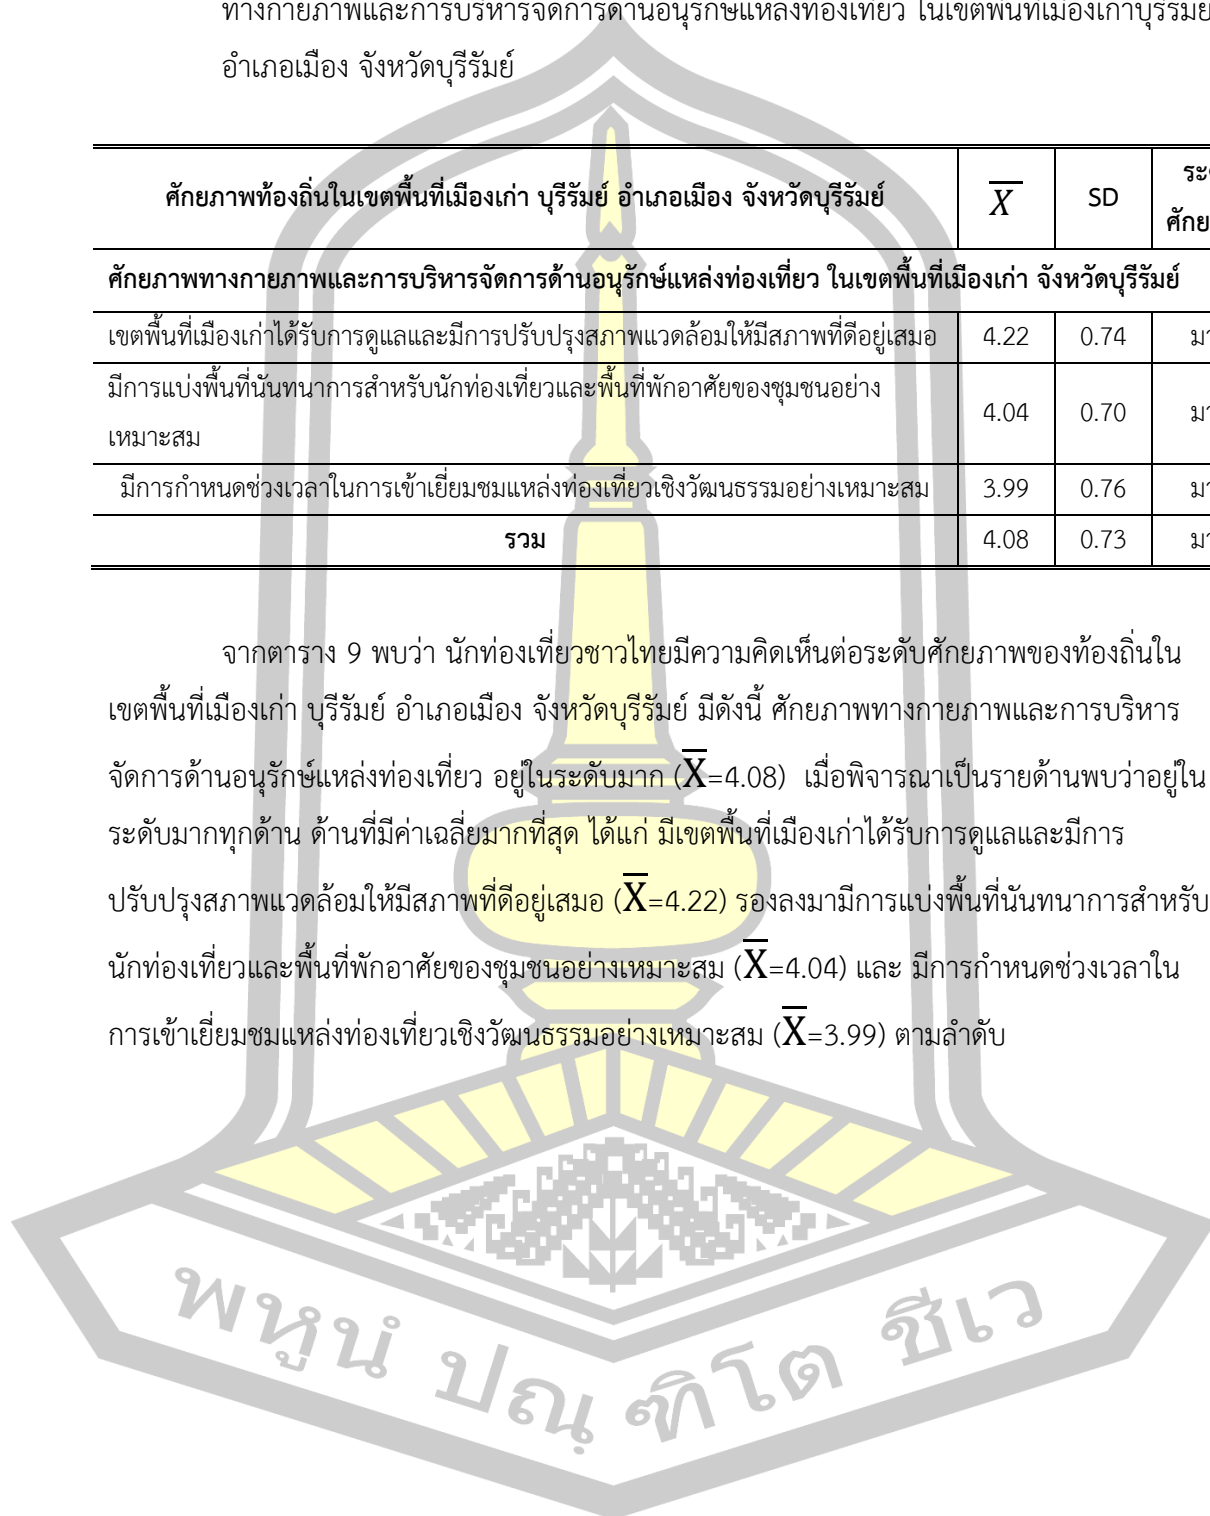 ทางกายภาพและการบริหารจัดการด้านอนุรักษ์แหล่งท่องเที่ยว ในเขตพื้นที่เมืองเก่าบุรีรัมย์
อำเภอเมือง จังหวัดบุรีรัมย์
ศักยภาพท้องถิ่นในเขตพื้นที่เมืองเก่า บุรีรัมย์ อำเภอเมือง จังหวัดบุรีรัมย์ X̅ SD
ศักยภาพทางกายภาพและการบริหารจัดการด้านอนุรักษ์แหล่งท่องเที่ยว ในเขตพื้นที่เมืองเก่า จังหวัดบุรีรัมย์
เขตพื้นที่เมืองเก่าได้รับการดูแลและมีการปรับปรุงสภาพแวดล้อมให้มีสภาพที่ดีอยู่เสมอ 4.22 0.74
มีการแบ่งพื้นที่นันทนาการสำหรับนักท่องเที่ยวและพื้นที่พักอาศัยของชุมชนอย่าง
เหมาะสม 4.04 0.70
มีการกำหนดช่วงเวลาในการเข้าเยี่ยมชมแหล่งท่องเที่ยวเชิงวัฒนธรรมอย่างเหมาะสม 3.99 0.76
รวม 4.08 0.73
จากตาราง 9 พบว่า นักท่องเที่ยวชาวไทยมีความคิดเห็นต่อระดับศักยภาพของท้องถิ่นใน
เขตพื้นที่เมืองเก่า บุรีรัมย์ อำเภอเมือง จังหวัดบุรีรัมย์ มีดังนี้ ศักยภาพทางกายภาพและการบริหาร
จัดการด้านอนุรักษ์แหล่งท่องเที่ยว อยู่ในระดับมาก (X̅=4.08) เมื่อพิจารณาเป็นรายด้านพบว่าอยู่ใน
ระดับมากทุกด้าน ด้านที่มีค่าเฉลี่ยมากที่สุด ได้แก่ มีเขตพื้นที่เมืองเก่าได้รับการดูแลและมีการ
ปรับปรุงสภาพแวดล้อมให้มีสภาพที่ดีอยู่เสมอ (X̅=4.22) รองลงมามีการแบ่งพื้นที่นันทนาการสำหรับ
นักท่องเที่ยวและพื้นที่พักอาศัยของชุมชนอย่างเหมาะสม (X̅=4.04) และ มีการกำหนดช่วงเวลาใน
การเข้าเยี่ยมชมแหล่งท่องเที่ยวเชิงวัฒนธรรมอย่างเหมาะสม (X̅=3.99) ตามลำดับ
พหูนํ ปณฺฑิโต ชีเว